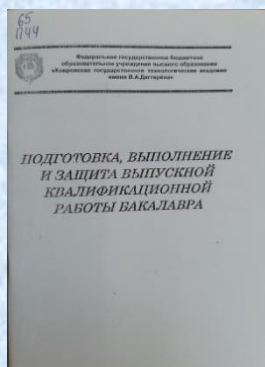 65
П44
Федеральное государственное бюджетное
образовательное учреждение высшего образования
«Ковровская государственная технологическая академия
имени В.А.Дегтярёва»
ПОДГОТОВКА, ВЫПОЛНЕНИЕ
И ЗАЩИТА ВЫПУСКНОЙ
КВАЛИФИКАЦИОННОЙ
РАБОТЫ БАКАЛАВРА